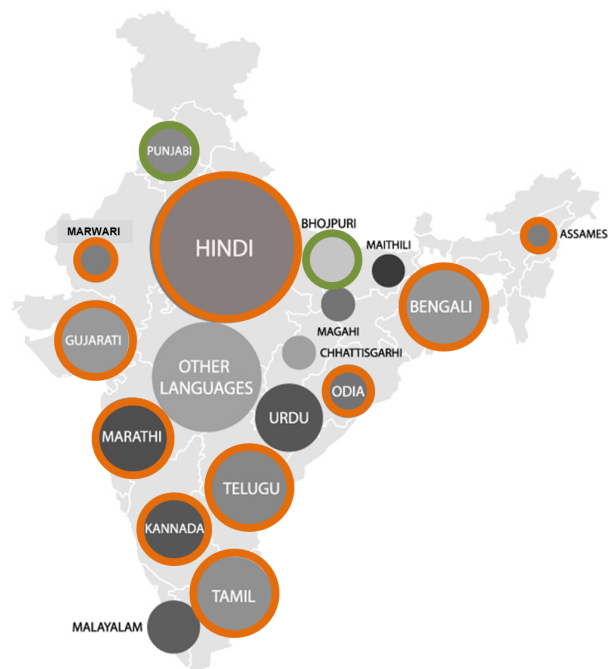 PUNJABI
MARWARI
HINDI
BHOJPURI
MAITHILI
ASSAMES
BENGALI
MAGAHI
GUJARATI
CHHATTISGARHI
OTHER
LANGUAGES
ODIA
URDU
MARATHI
TELUGU
KANNADA
TAMIL
MALAYALAM